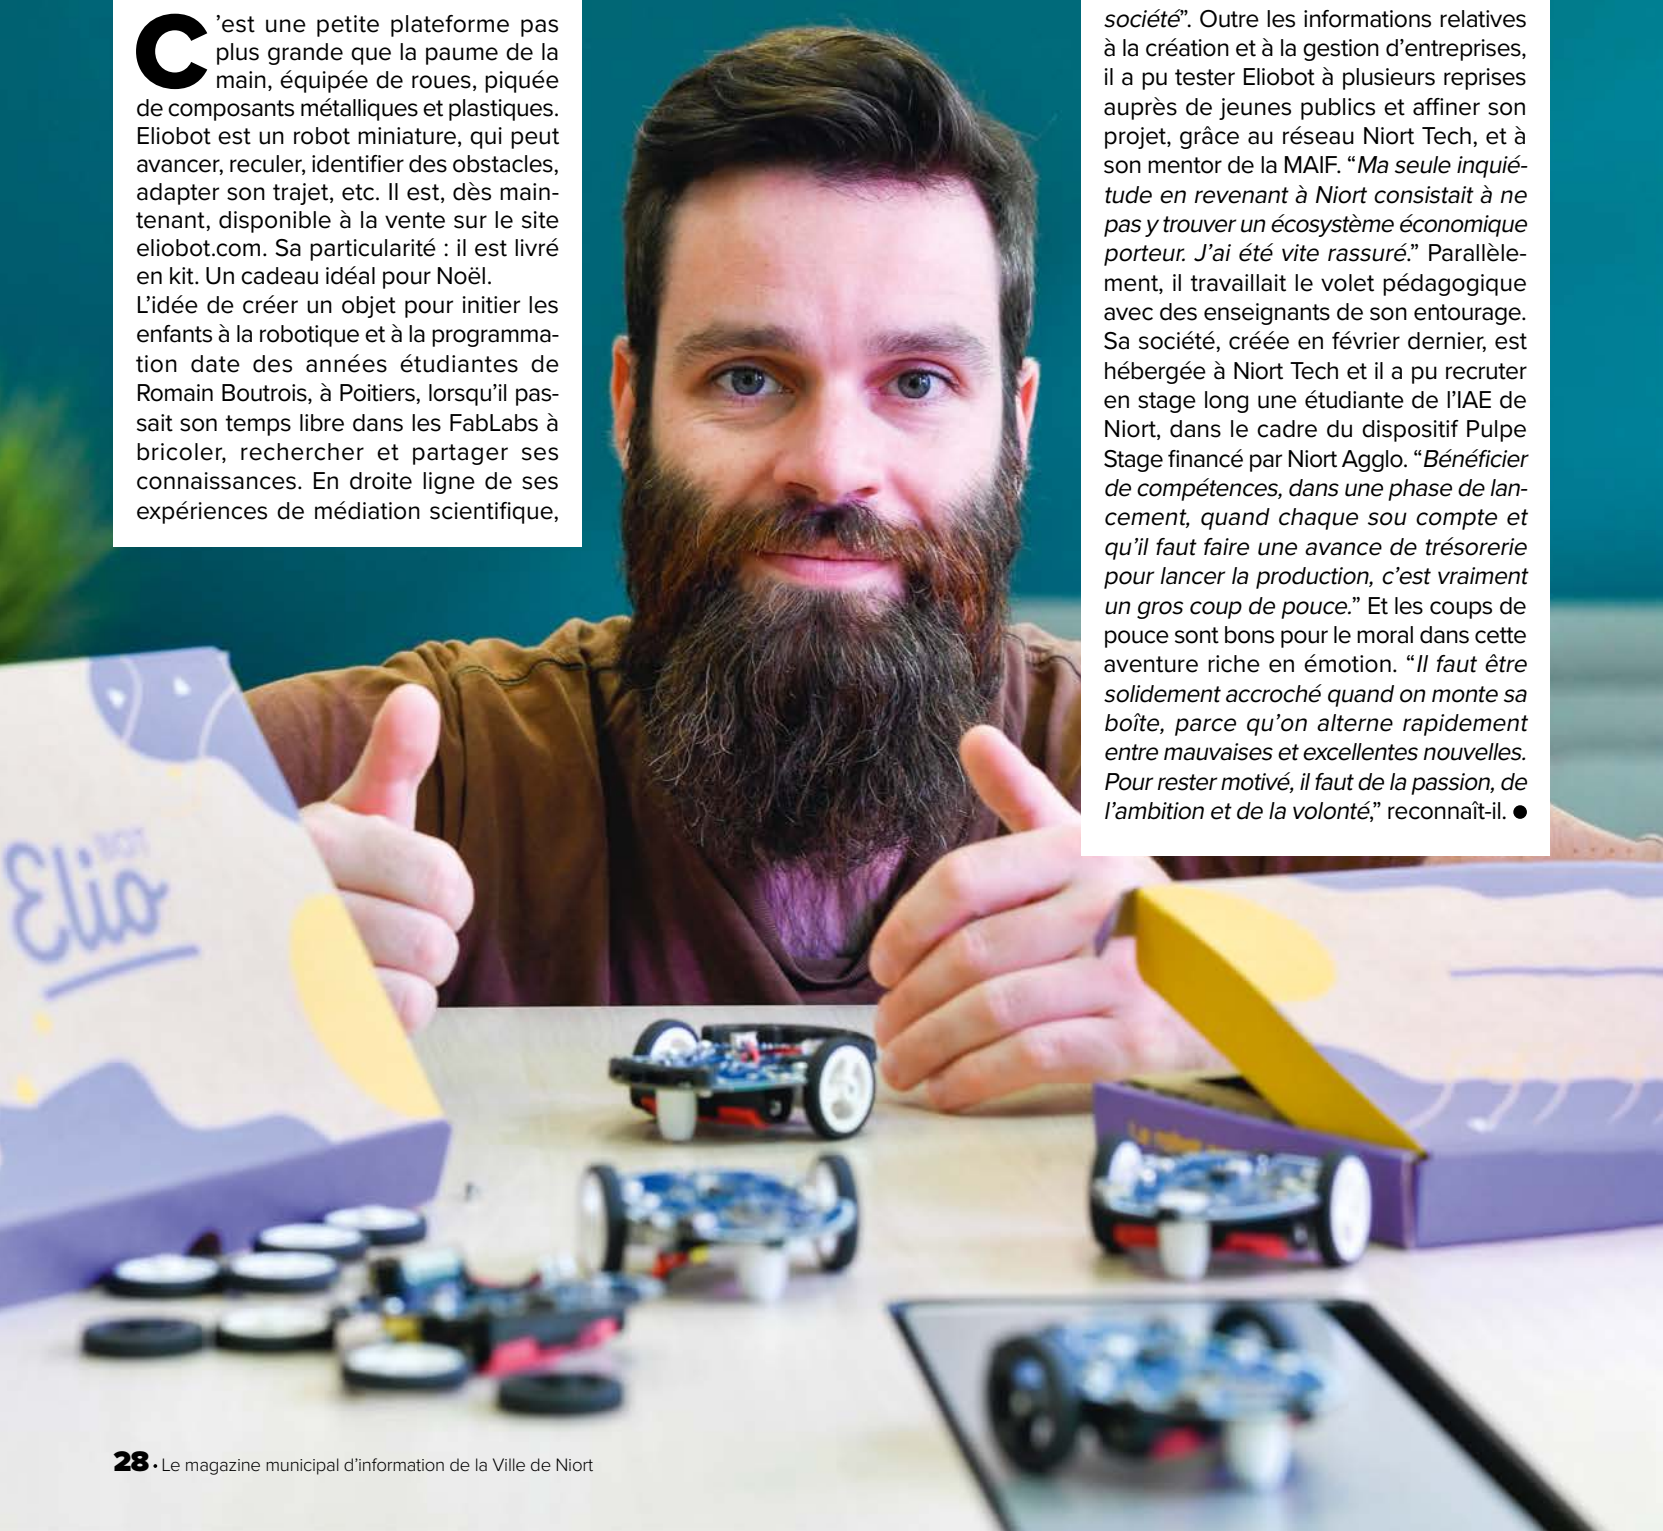 C'est une petite plateforme pas
plus grande que la paume de la
main, équipée de roues, piquée
de composants métalliques et plastiques.
Eliobot est un robot miniature, qui peut
avancer, reculer, identifier des obstacles,
adapter son trajet, etc. Il est, dès main-
tenant, disponible à la vente sur le site
eliobot.com. Sa particularité : il est livré
en kit. Un cadeau idéal pour Noël.
L'idée de créer un objet pour initier les
enfants à la robotique et à la programma-
tion date des années étudiantes de
Romain Boutrois, à Poitiers, lorsqu'il pas-
sait son temps libre dans les FabLabs à
bricoler, rechercher et partager ses
connaissances. En droite ligne de ses
expériences de médiation scientifique,
société”. Outre les informations relatives
à la création et à la gestion d'entreprises,
il a pu tester Eliobot à plusieurs reprises
auprès de jeunes publics et affiner son
projet, grâce au réseau Niort Tech, et à
son mentor de la MAIF. “Ma seule inquié-
tude en revenant à Niort consistait à ne
pas y trouver un écosystème économique
porteur. J'ai été vite rassuré.” Parallèle-
ment, il travaillait le volet pédagogique
avec des enseignants de son entourage.
Sa société, créée en février dernier, est
hébergée à Niort Tech et il a pu recruter
en stage long une étudiante de l'IAE de
Niort, dans le cadre du dispositif Pulpe
Stage financé par Niort Agglo. “Bénéficier
de compétences, dans une phase de lan-
cement, quand chaque sou compte et
qu'il faut faire une avance de trésorerie
pour lancer la production, c'est vraiment
un gros coup de pouce.” Et les coups de
pouce sont bons pour le moral dans cette
aventure riche en émotion. “Il faut être
solidement accroché quand on monte sa
boîte, parce qu'on alterne rapidement
entre mauvaises et excellentes nouvelles.
Pour rester motivé, il faut de la passion, de
l'ambition et de la volonté,” reconnaît-il. ●
BOT
Elio
28 • Le magazine municipal d'information de la Ville de Niort